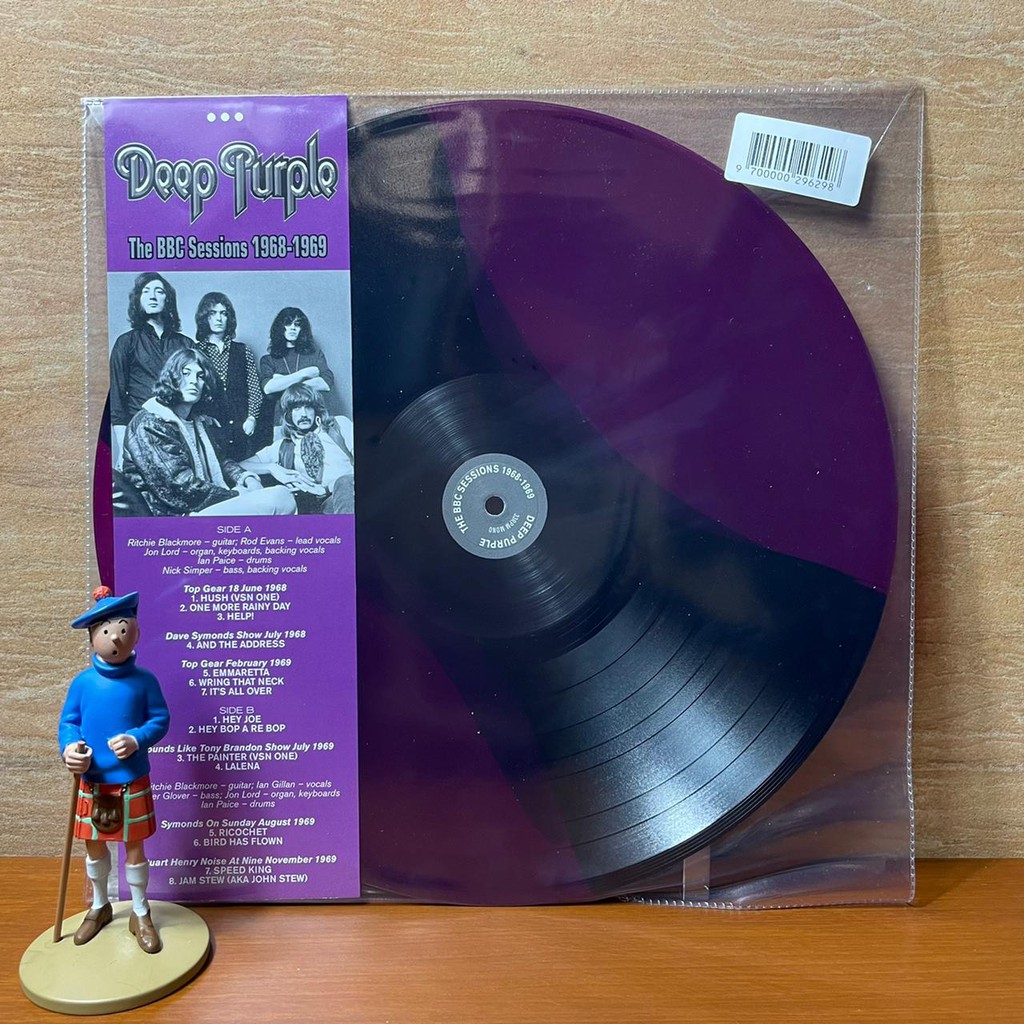 Deep Purple
The BBC Sessions 1968-1969
SIDE A
Ritchie Blackmore – guitar; Rod Evans – lead vocals
Jon Lord – organ, keyboards, backing vocals
Ian Paice – drums
Nick Simper – bass, backing vocals
Top Gear 18 June 1968
1. HUSH (VSN ONE)
2. ONE MORE RAINY DAY
3. HELP!
Dave Symonds Show July 1968
4. AND THE ADDRESS
Top Gear February 1969
5. EMMARETTA
6. WRING THAT NECK
7. IT'S ALL OVER
SIDE B
1. HEY JOE
2. HEY BOP A RE BOP
ounds Like Tony Brandon Show July 1969
3. THE PAINTER (VSN ONE)
4. LALENA
tchie Blackmore – guitar; Ian Gillan – vocals
er Glover – bass; Jon Lord – organ, keyboards
Ian Paice – drums
Symonds On Sunday August 1969
5. RICOCHET
6. BIRD HAS FLOWN
uart Henry Noise At Nine November 1969
7. SPEED KING
8. JAM STEW (AKA JOHN STEW)
THE BBC SESSIONS 1968-1969
DEEP PURPLE
33RPM MONO
9 700000 296298